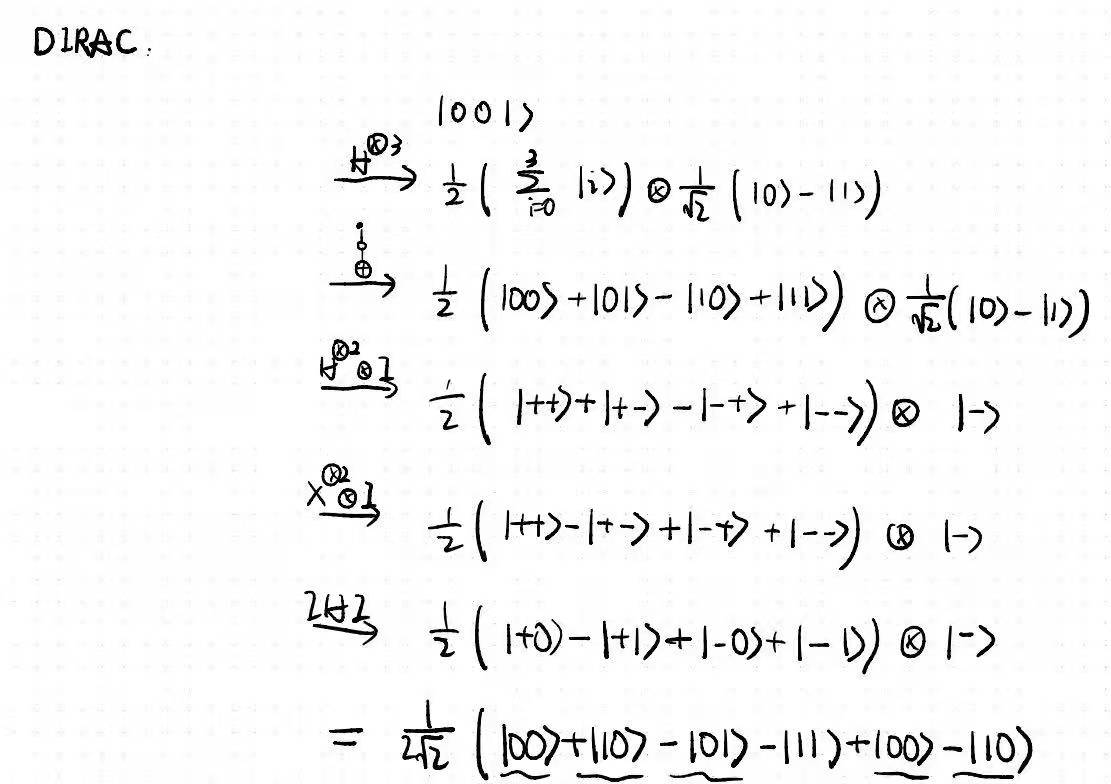 DIRAC.
|001>
H^{⊗3} → 1/2 ( ∑_{i=0}^{3} |i> ) ⊗ 1/√2 ( |0> - |1> )
→ 1/2 ( |00> + |01> - |10> + |11> ) ⊗ 1/√2 ( |0> - |1> )
H^{⊗2} ⊗ I → 1/2 ( |++> + |+-> - |-+> + |--> ) ⊗ |->
X^{⊗2} ⊗ I → 1/2 ( |++> - |+-> + |-+> + |--> ) ⊗ |->
IHI → 1/2 ( |+0> - |+1> + |-0> + |-1> ) ⊗ |->
= 1/2√2 ( |00> + |10> - |01> - |11> + |00> - |10>